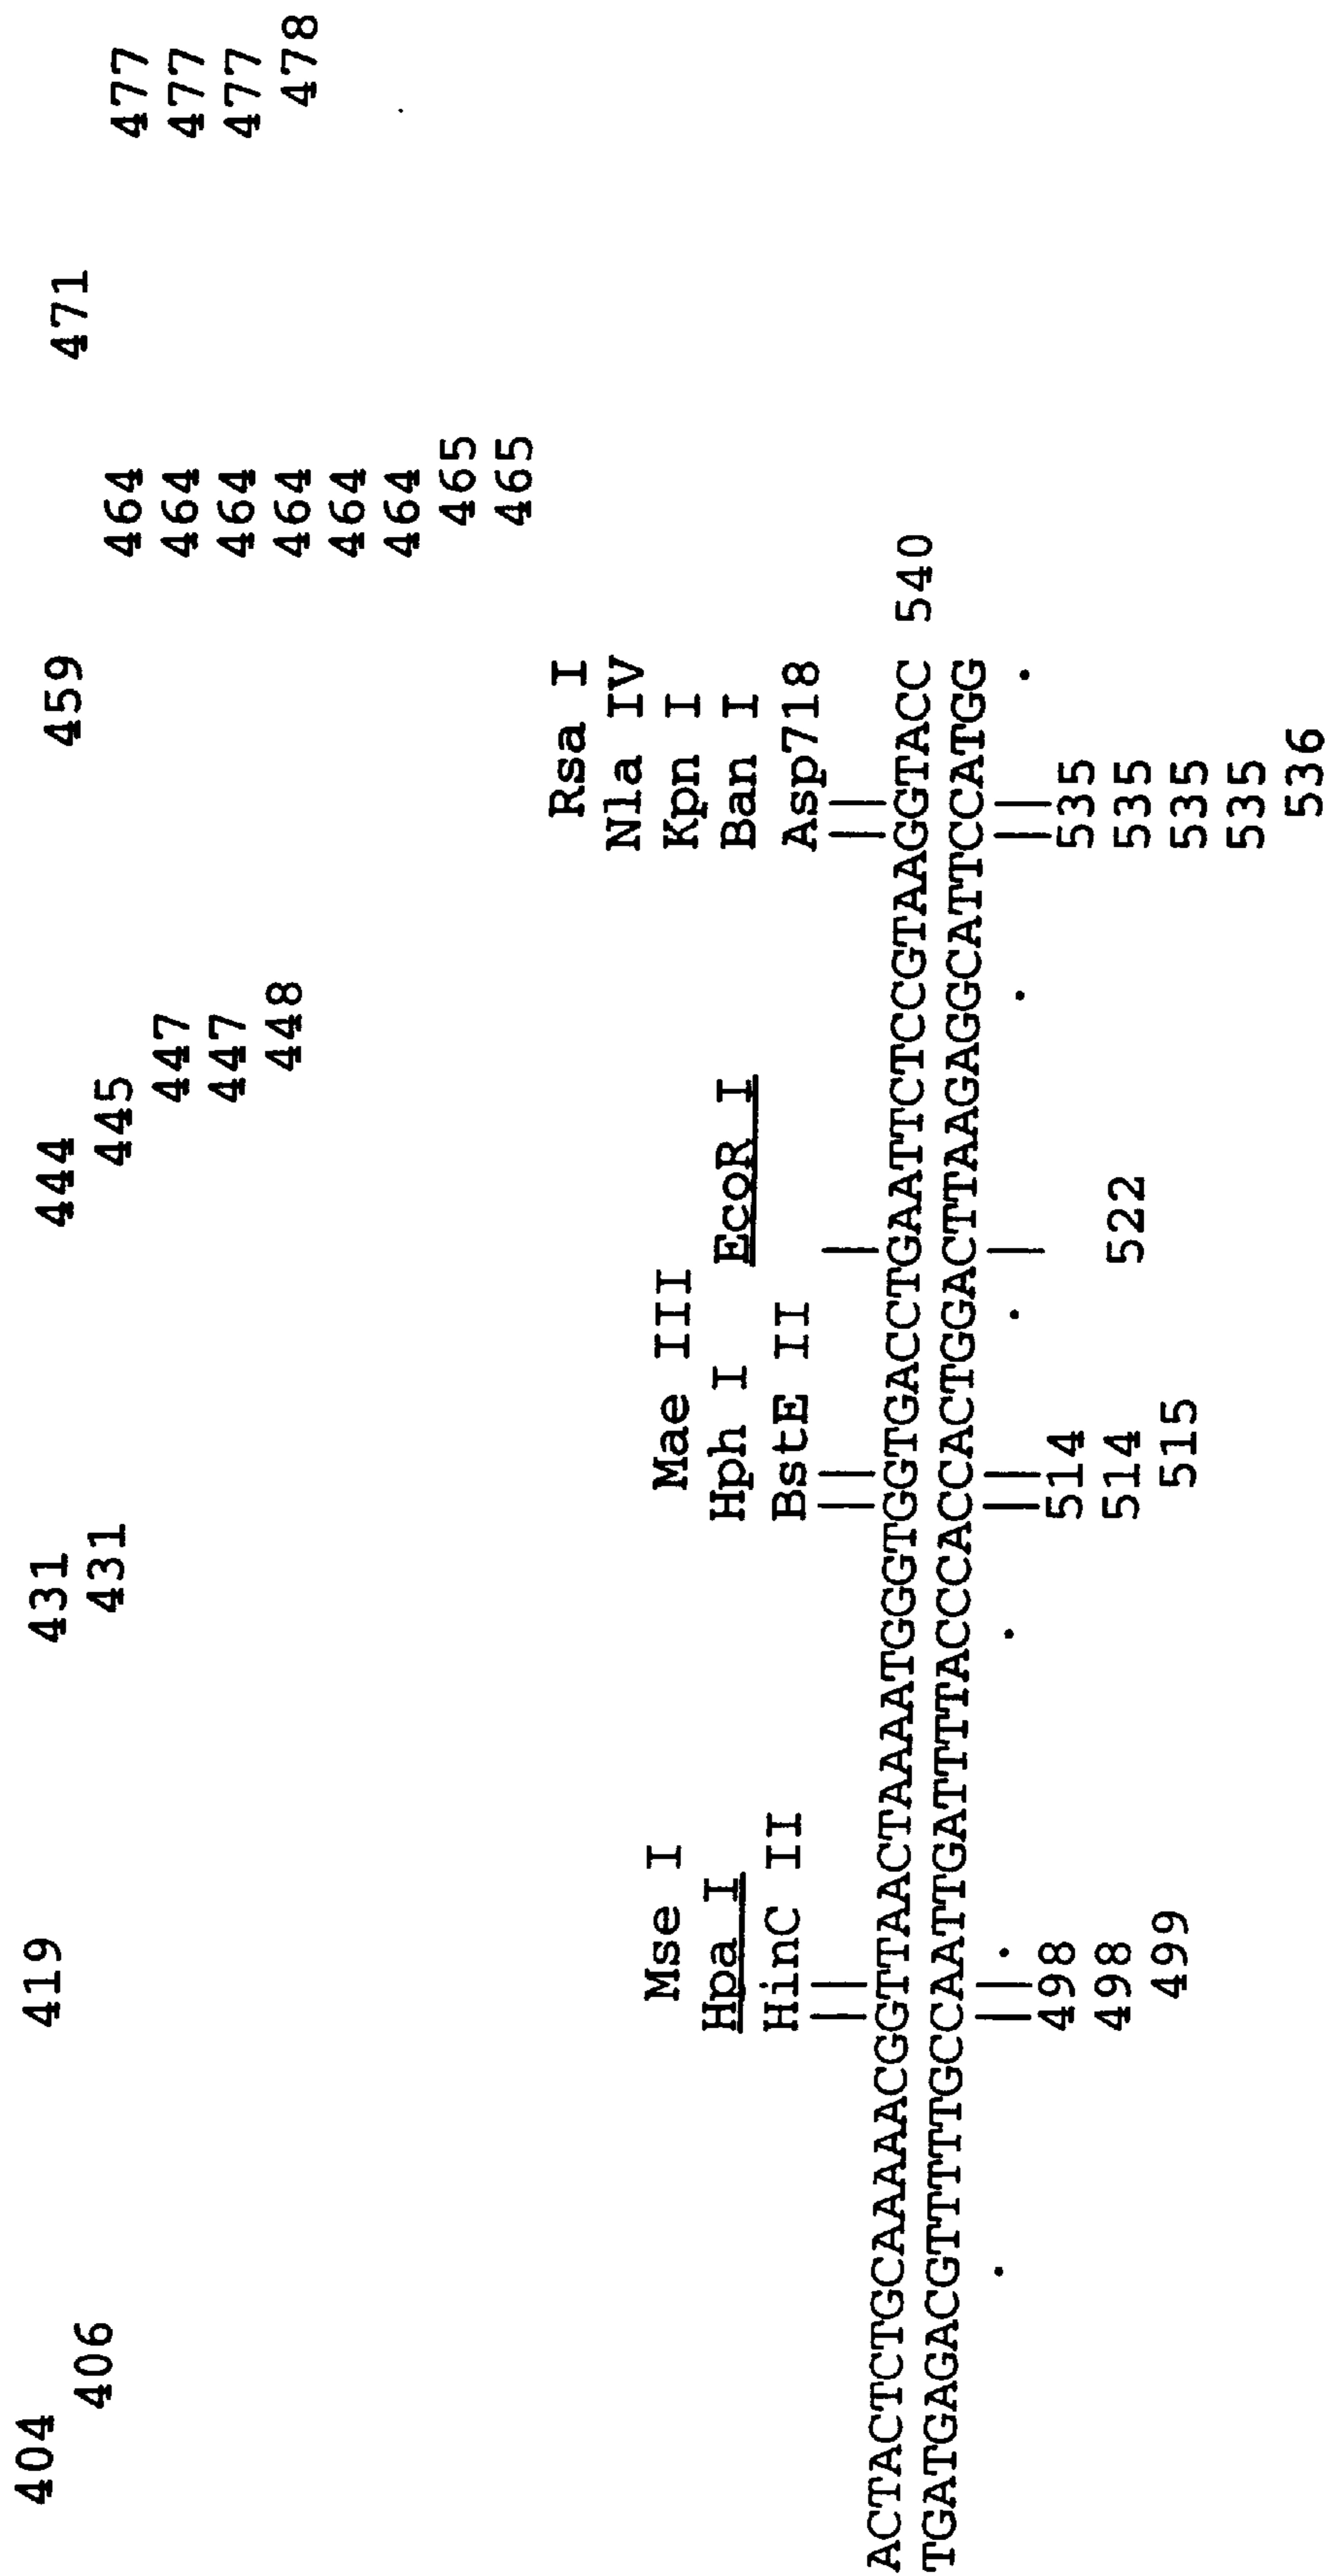 404 419 431 444 459 471
406 431 445 464 477
447 464 477
447 464 477
448 464 478
464
464
465
465
Rsa I
Nla IV
Mse I Mae III Kpn I
Hpa I Hph I EcoR I Ban I
HinC II BstE II Asp718
ACTACTCTGCAAAAACGGTTAACTAAAATGGGTGGTGACCTGAATTCTCCGTAAGGTACC 540
TGATGAGACGTTTTTGCCAATTGATTTTACCCACCACTGGACTTAAGAGGCATTCCATGG
498 514 535
498 514 522 535
499 515 535
535
536